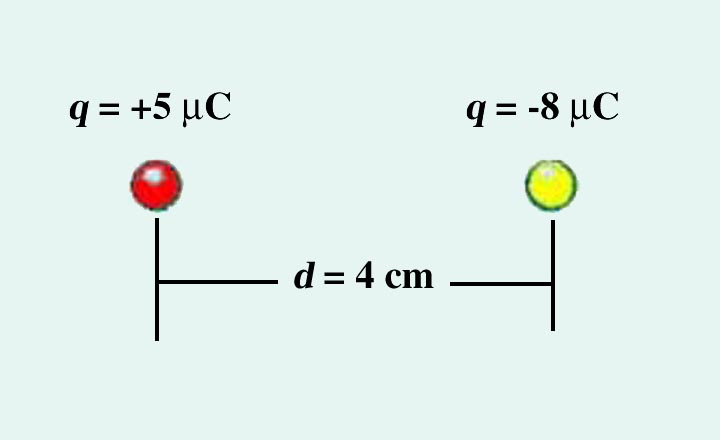 q = +5 μC
q = -8 μC
d = 4 cm